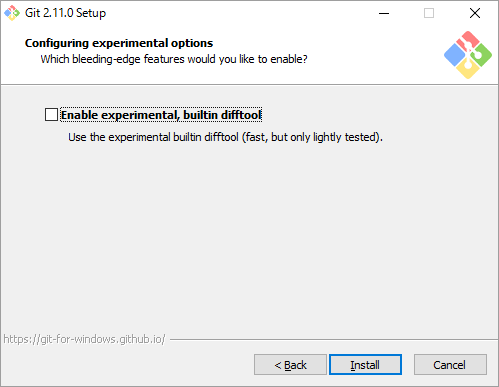 Git 2.11.0 Setup
Configuring experimental options
Which bleeding-edge features would you like to enable?
Enable experimental, builtin difftool
Use the experimental builtin difftool (fast, but only lightly tested).
https://git-for-windows.github.io/
< Back
Install
Cancel